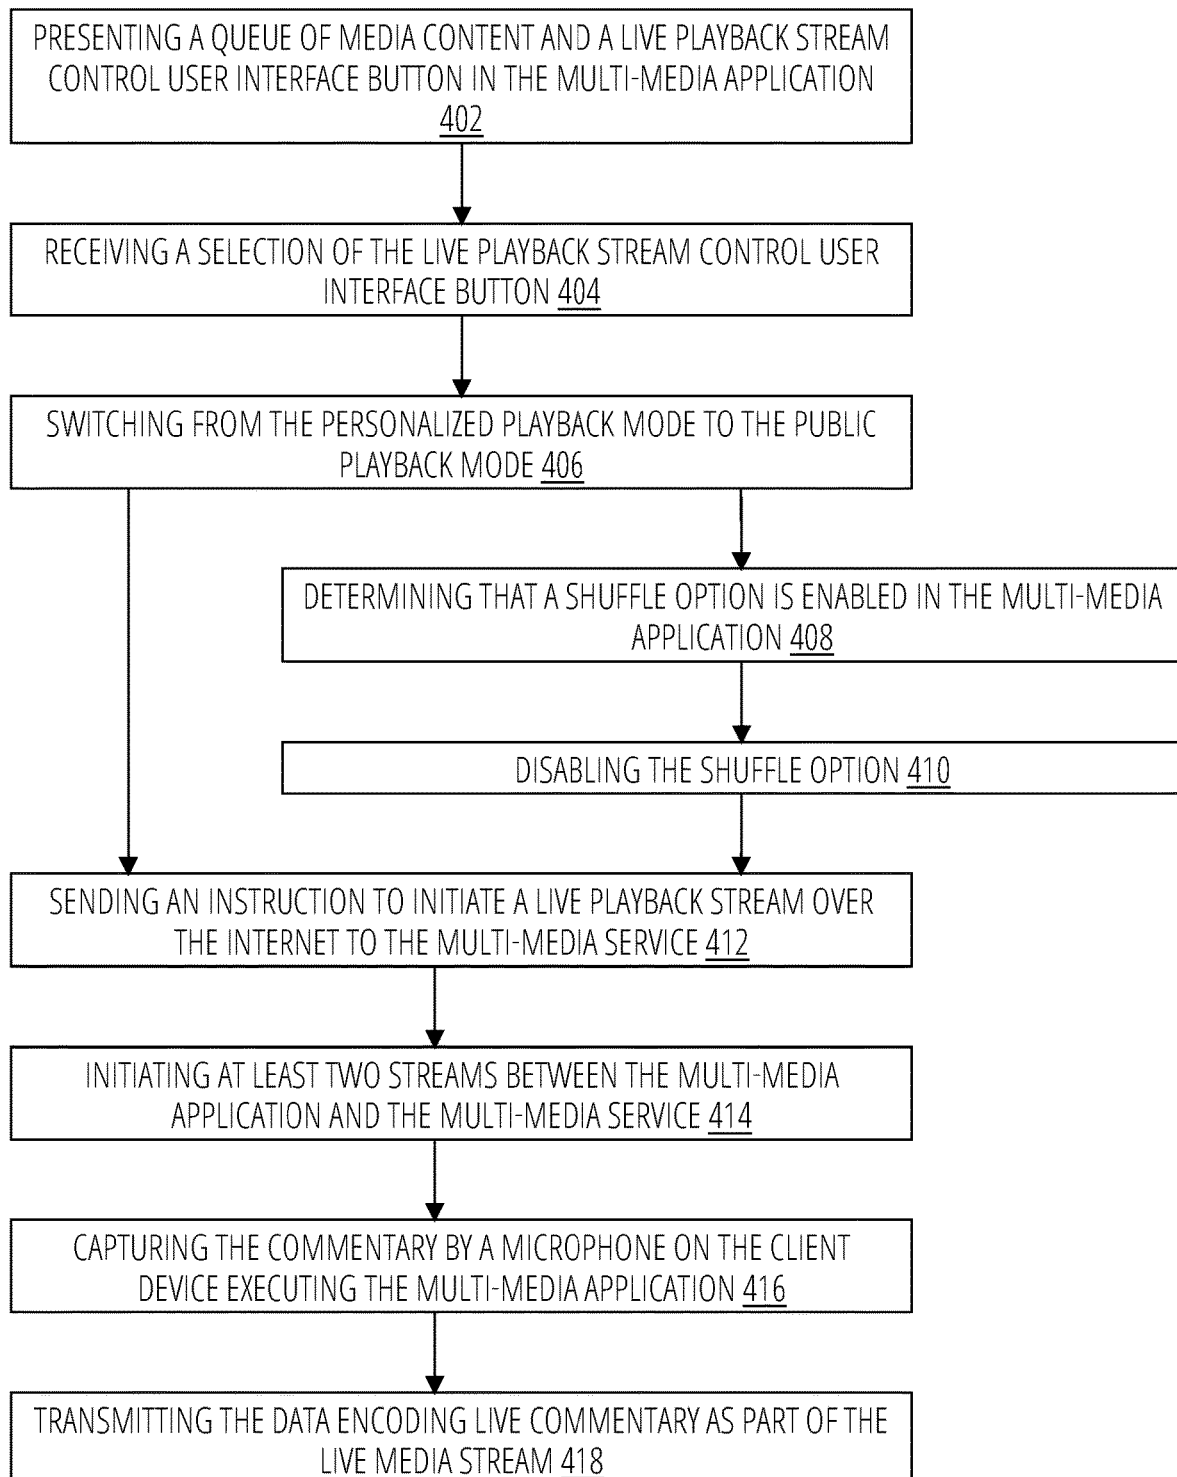 PRESENTING A QUEUE OF MEDIA CONTENT AND A LIVE PLAYBACK STREAM
CONTROL USER INTERFACE BUTTON IN THE MULTI-MEDIA APPLICATION
402
RECEIVING A SELECTION OF THE LIVE PLAYBACK STREAM CONTROL USER
INTERFACE BUTTON 404
SWITCHING FROM THE PERSONALIZED PLAYBACK MODE TO THE PUBLIC
PLAYBACK MODE 406
DETERMINING THAT A SHUFFLE OPTION IS ENABLED IN THE MULTI-MEDIA
APPLICATION 408
DISABLING THE SHUFFLE OPTION 410
SENDING AN INSTRUCTION TO INITIATE A LIVE PLAYBACK STREAM OVER
THE INTERNET TO THE MULTI-MEDIA SERVICE 412
INITIATING AT LEAST TWO STREAMS BETWEEN THE MULTI-MEDIA
APPLICATION AND THE MULTI-MEDIA SERVICE 414
CAPTURING THE COMMENTARY BY A MICROPHONE ON THE CLIENT
DEVICE EXECUTING THE MULTI-MEDIA APPLICATION 416
TRANSMITTING THE DATA ENCODING LIVE COMMENTARY AS PART OF THE
LIVE MEDIA STREAM 418